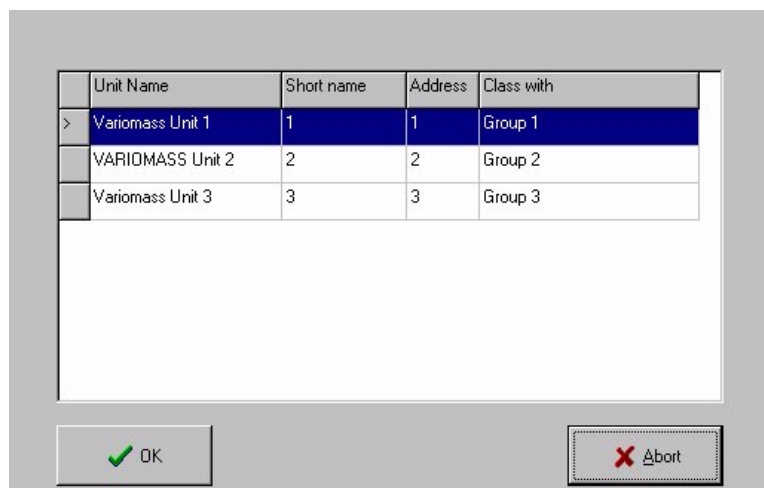 Unit Name Short name Address Class with
> Variomass Unit 1 1 1 Group 1
VARIOMASS Unit 2 2 2 Group 2
Variomass Unit 3 3 3 Group 3
OK Abort